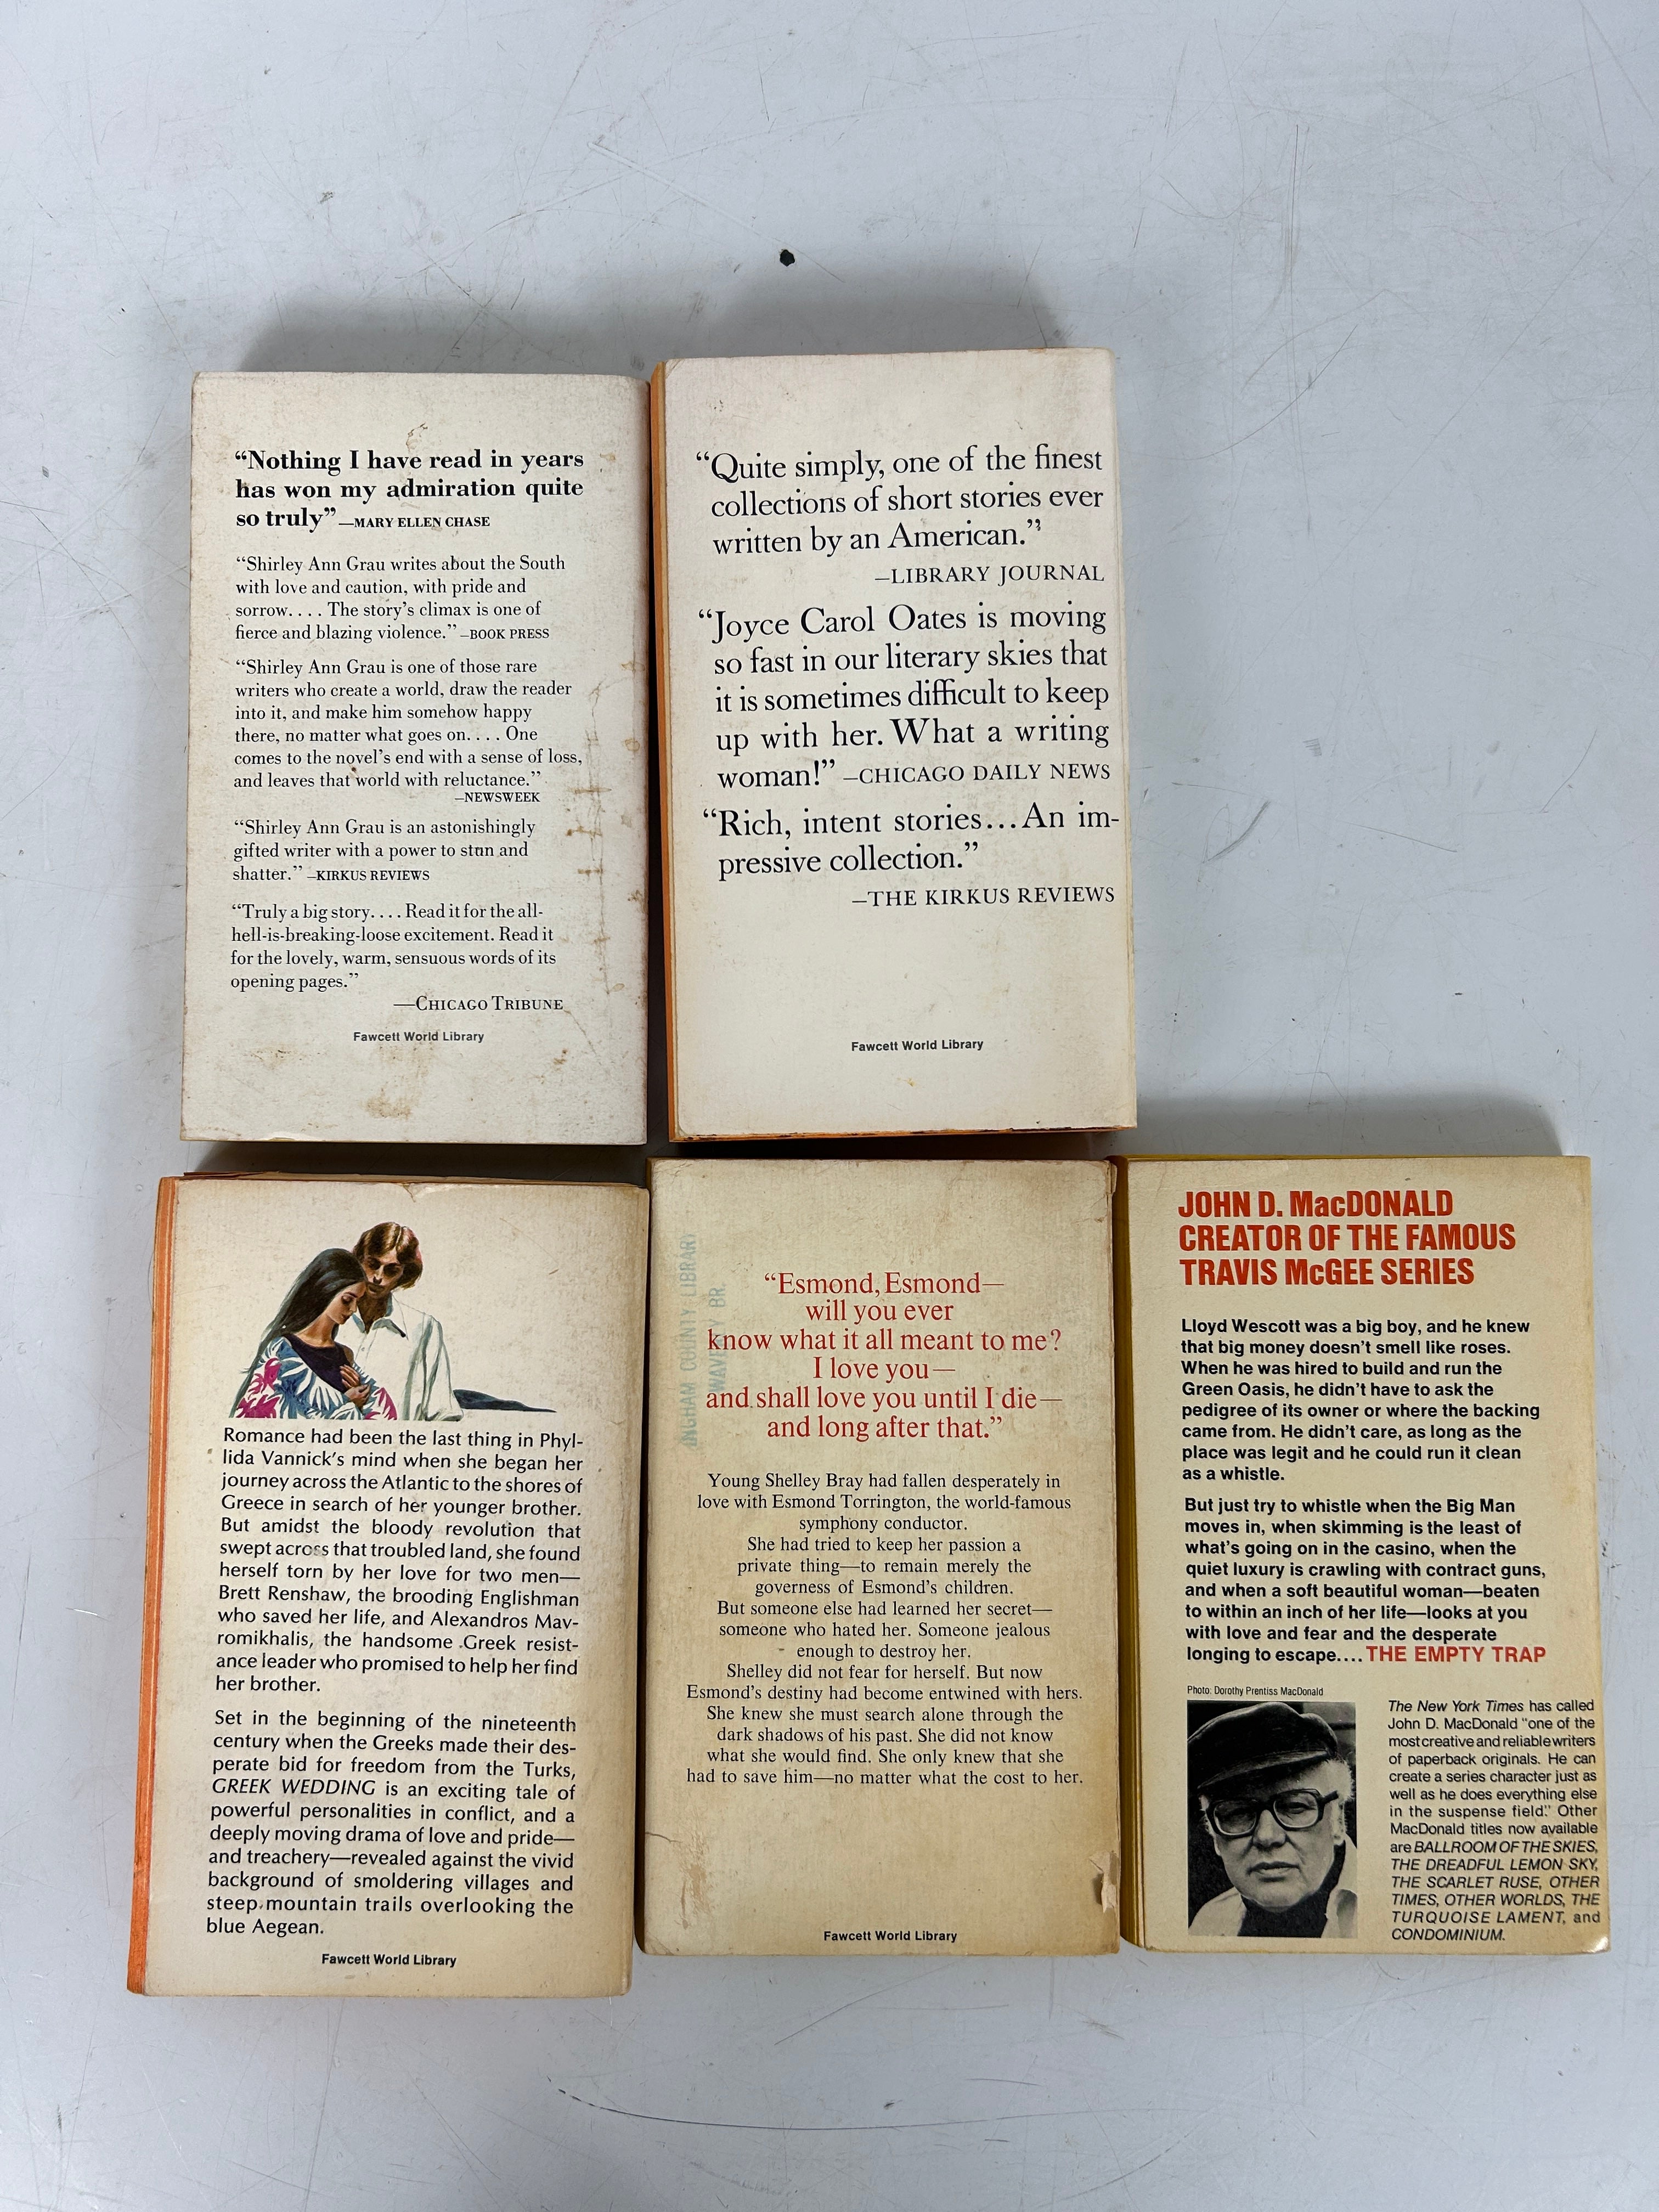 “Nothing I have read in years
has won my admiration quite
so truly” —MARY ELLEN CHASE
“Shirley Ann Grau writes about the South
with love and caution, with pride and
sorrow. . . . The story’s climax is one of
fierce and blazing violence.” —BOOK PRESS
“Shirley Ann Grau is one of those rare
writers who create a world, draw the reader
into it, and make him somehow happy
there, no matter what goes on. . . . One
comes to the novel’s end with a sense of loss,
and leaves that world with reluctance.”
—NEWSWEEK
“Shirley Ann Grau is an astonishingly
gifted writer with a power to stun and
shatter.” —KIRKUS REVIEWS
“Truly a big story. . . . Read it for the all-
hell-is-breaking-loose excitement. Read it
for the lovely, warm, sensuous words of its
opening pages.”
—CHICAGO TRIBUNE
Fawcett World Library
“Quite simply, one of the finest
collections of short stories ever
written by an American.”
—LIBRARY JOURNAL
“Joyce Carol Oates is moving
so fast in our literary skies that
it is sometimes difficult to keep
up with her. What a writing
woman!” —CHICAGO DAILY NEWS
“Rich, intent stories...An im-
pressive collection.”
—THE KIRKUS REVIEWS
Fawcett World Library
Romance had been the last thing in Phyl-
lida Vannick’s mind when she began her
journey across the Atlantic to the shores of
Greece in search of her younger brother.
But amidst the bloody revolution that
swept across that troubled land, she found
herself torn by her love for two men—
Brett Renshaw, the brooding Englishman
who saved her life, and Alexandros Mav-
romikhalis, the handsome Greek resist-
ance leader who promised to help her find
her brother.
Set in the beginning of the nineteenth
century when the Greeks made their des-
perate bid for freedom from the Turks,
GREEK WEDDING is an exciting tale of
powerful personalities in conflict, and a
deeply moving drama of love and pride—
and treachery—revealed against the vivid
background of smoldering villages and
steep mountain trails overlooking the
blue Aegean.
Fawcett World Library
INGHAM COUNTY LIBRARY
WAVERLY BR.
“Esmond, Esmond—
will you ever
know what it all meant to me?
I love you—
and shall love you until I die—
and long after that.”
Young Shelley Bray had fallen desperately in
love with Esmond Torrington, the world-famous
symphony conductor.
She had tried to keep her passion a
private thing—to remain merely the
governess of Esmond’s children.
But someone else had learned her secret—
someone who hated her. Someone jealous
enough to destroy her.
Shelley did not fear for herself. But now
Esmond’s destiny had become entwined with hers.
She knew she must search alone through the
dark shadows of his past. She did not know
what she would find. She only knew that she
had to save him—no matter what the cost to her.
Fawcett World Library
JOHN D. MacDONALD
CREATOR OF THE FAMOUS
TRAVIS McGEE SERIES
Lloyd Wescott was a big boy, and he knew
that big money doesn’t smell like roses.
When he was hired to build and run the
Green Oasis, he didn’t have to ask the
pedigree of its owner or where the backing
came from. He didn’t care, as long as the
place was legit and he could run it clean
as a whistle.
But just try to whistle when the Big Man
moves in, when skimming is the least of
what’s going on in the casino, when the
quiet luxury is crawling with contract guns,
and when a soft beautiful woman—beaten
to within an inch of her life—looks at you
with love and fear and the desperate
longing to escape.... THE EMPTY TRAP
Photo: Dorothy Prentiss MacDonald
The New York Times has called
John D. MacDonald “one of the
most creative and reliable writers
of paperback originals. He can
create a series character just as
well as he does everything else
in the suspense field.” Other
MacDonald titles now available
are BALLROOM OF THE SKIES,
THE DREADFUL LEMON SKY,
THE SCARLET RUSE, OTHER
TIMES, OTHER WORLDS, THE
TURQUOISE LAMENT, and
CONDOMINIUM.